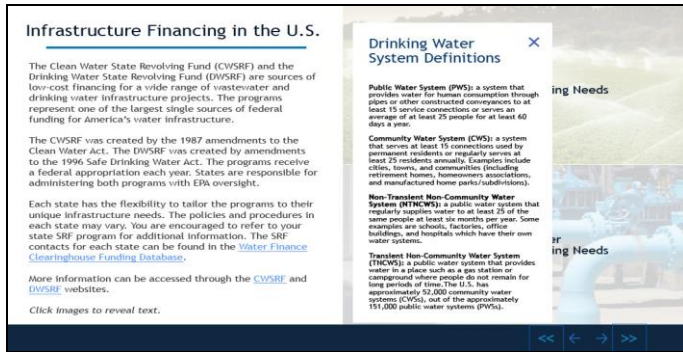 Infrastructure Financing in the U.S.
The Clean Water State Revolving Fund (CWSRF) and the
Drinking Water State Revolving Fund (DWSRF) are sources of
low-cost financing for a wide range of wastewater and
drinking water infrastructure projects. The programs
represent one of the largest single sources of federal
funding for America's water infrastructure.
The CWSRF was created by the 1987 amendments to the
Clean Water Act. The DWSRF was created by amendments
to the 1996 Safe Drinking Water Act. The programs receive
a federal appropriation each year. States are responsible for
administering both programs with EPA oversight.
Each state has the flexibility to tailor the programs to their
unique infrastructure needs. The policies and procedures in
each state may vary. You are encouraged to refer to your
state SRF program for additional information. The SRF
contacts for each state can be found in the Water Finance
Clearinghouse Funding Database.
More information can be accessed through the CWSRF and
DWSRF websites.
Click images to reveal text.
Drinking Water
System Definitions
Public Water System (PWS): a system that
provides water for human consumption through
pipes or other constructed conveyances to at
least 15 service connections or serves an
average of at least 25 people for at least 60
days a year.
Community Water System (CWS): a system
that serves at least 15 connections used by
permanent residents or regularly serves at
least 25 residents annually. Examples include
cities, towns, and communities (including
retirement homes, homeowners associations,
and manufactured home parks/subdivisions).
Non-Transient Non-Community Water
System (NTNCWS): a public water system that
regularly supplies water to at least 25 of the
same people at least six months per year. Some
examples are schools, factories, office
buildings, and hospitals which have their own
water systems.
Transient Non-Community Water System
(TNCWS): a public water system that provides
water in a place such as a gas station or
campground where people do not remain for
long periods of time.The U.S. has
approximately 52,000 community water
systems (CWSs), out of the approximately
151,000 public water systems (PWSs).
ing Needs
er
ing Needs
<< ← → >>